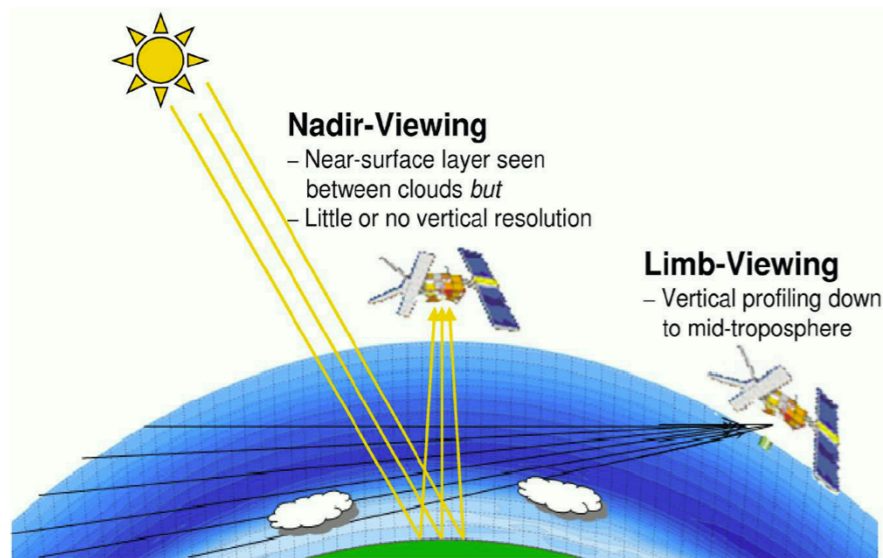 Nadir-Viewing
– Near-surface layer seen
between clouds but
– Little or no vertical resolution
Limb-Viewing
– Vertical profiling down
to mid-troposphere